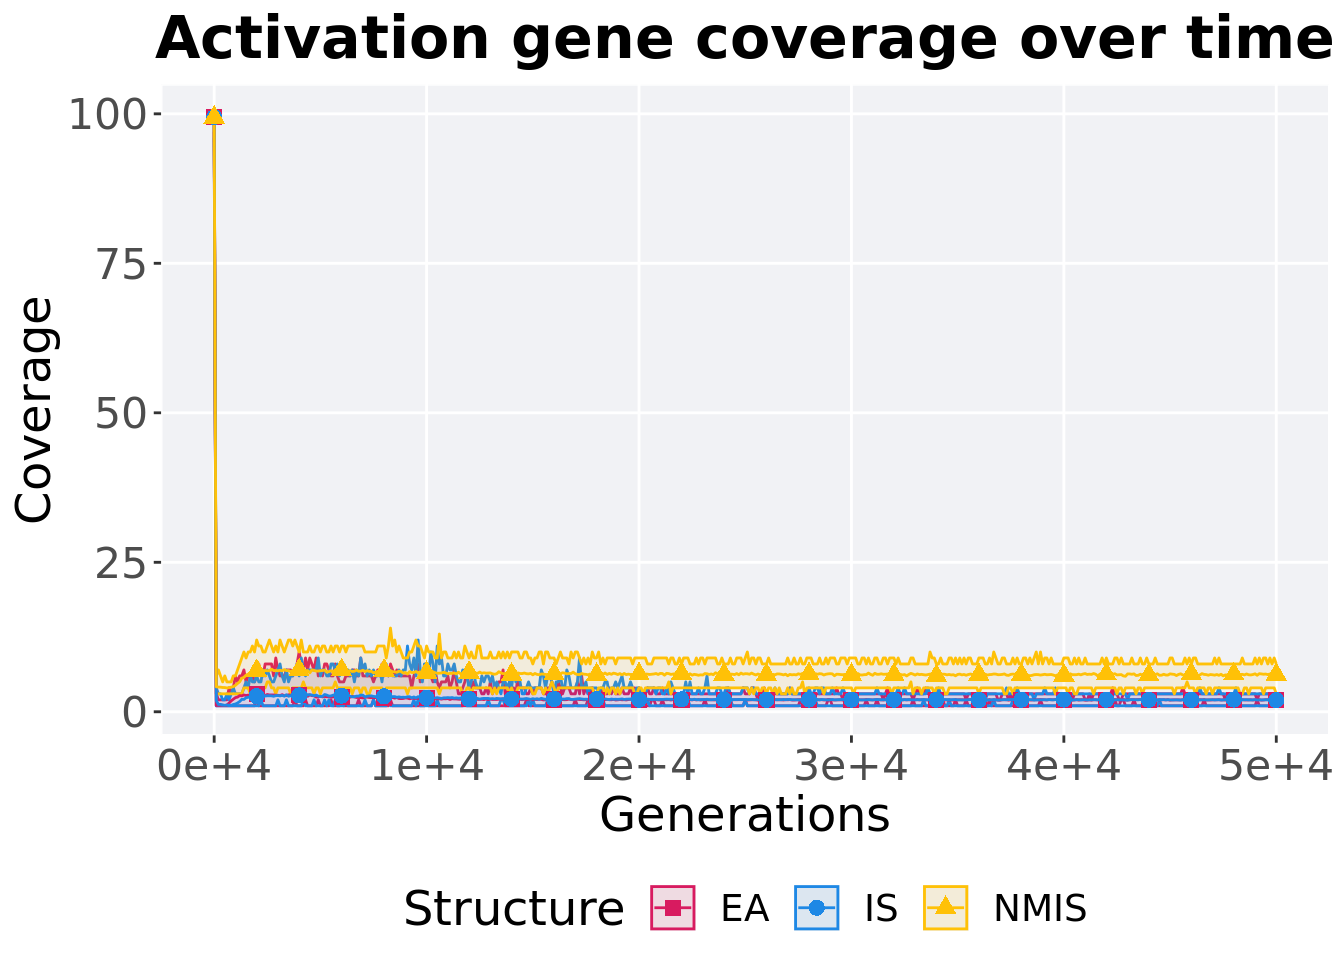 Activation gene coverage over time
100
75
50
25
0
Coverage
0e+4 1e+4 2e+4 3e+4 4e+4 5e+4
Generations
Structure EA IS NMIS